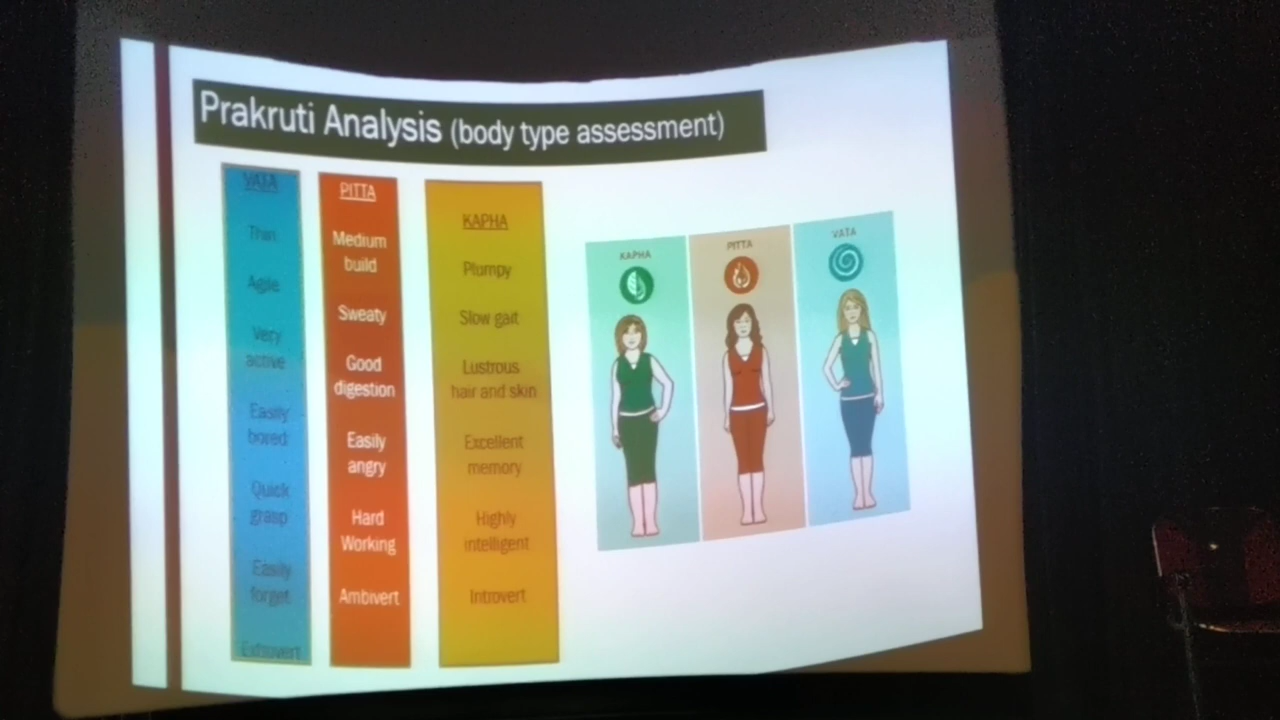 Prakruti Analysis (body type assessment)
VATA
Thin
Agile
Very
active
Easily
bored
Quick
grasp
Easily
forget
Extrovert
PITTA
Medium
build
Sweaty
Good
digestion
Easily
angry
Hard
Working
Ambivert
KAPHA
Plumpy
Slow gait
Lustrous
hair and skin
Excellent
memory
Highly
intelligent
Introvert
KAPHA
PITTA
VATA